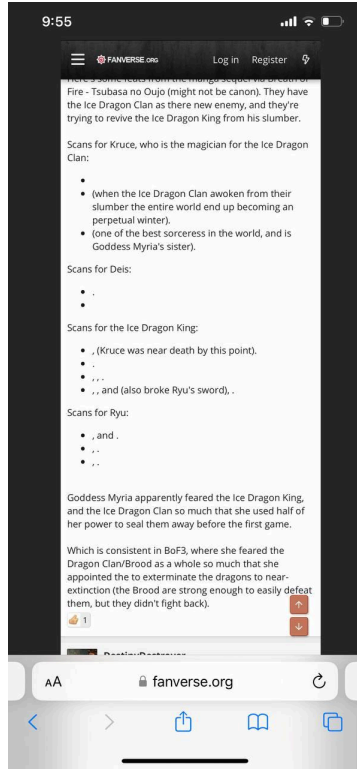 9:55
FANVERSE.ORG Log in Register
Here's some feats from the manga sequel via Breath of
Fire - Tsubasa no Oujo (might not be canon). They have
the Ice Dragon Clan as there new enemy, and they're
trying to revive the Ice Dragon King from his slumber.
Scans for Kruce, who is the magician for the Ice Dragon
Clan:
•
• (when the Ice Dragon Clan awoken from their
slumber the entire world end up becoming an
perpetual winter).
• (one of the best sorceress in the world, and is
Goddess Myria's sister).
Scans for Deis:
• .
•
Scans for the Ice Dragon King:
• , (Kruce was near death by this point).
• .
• , , .
• , , and (also broke Ryu's sword), .
Scans for Ryu:
• , and .
• , .
• , .
Goddess Myria apparently feared the Ice Dragon King,
and the Ice Dragon Clan so much that she used half of
her power to seal them away before the first game.
Which is consistent in BoF3, where she feared the
Dragon Clan/Brood as a whole so much that she
appointed the to exterminate the dragons to near-
extinction (the Brood are strong enough to easily defeat
them, but they didn't fight back).
1
DestinyDestroyer
AA fanverse.org